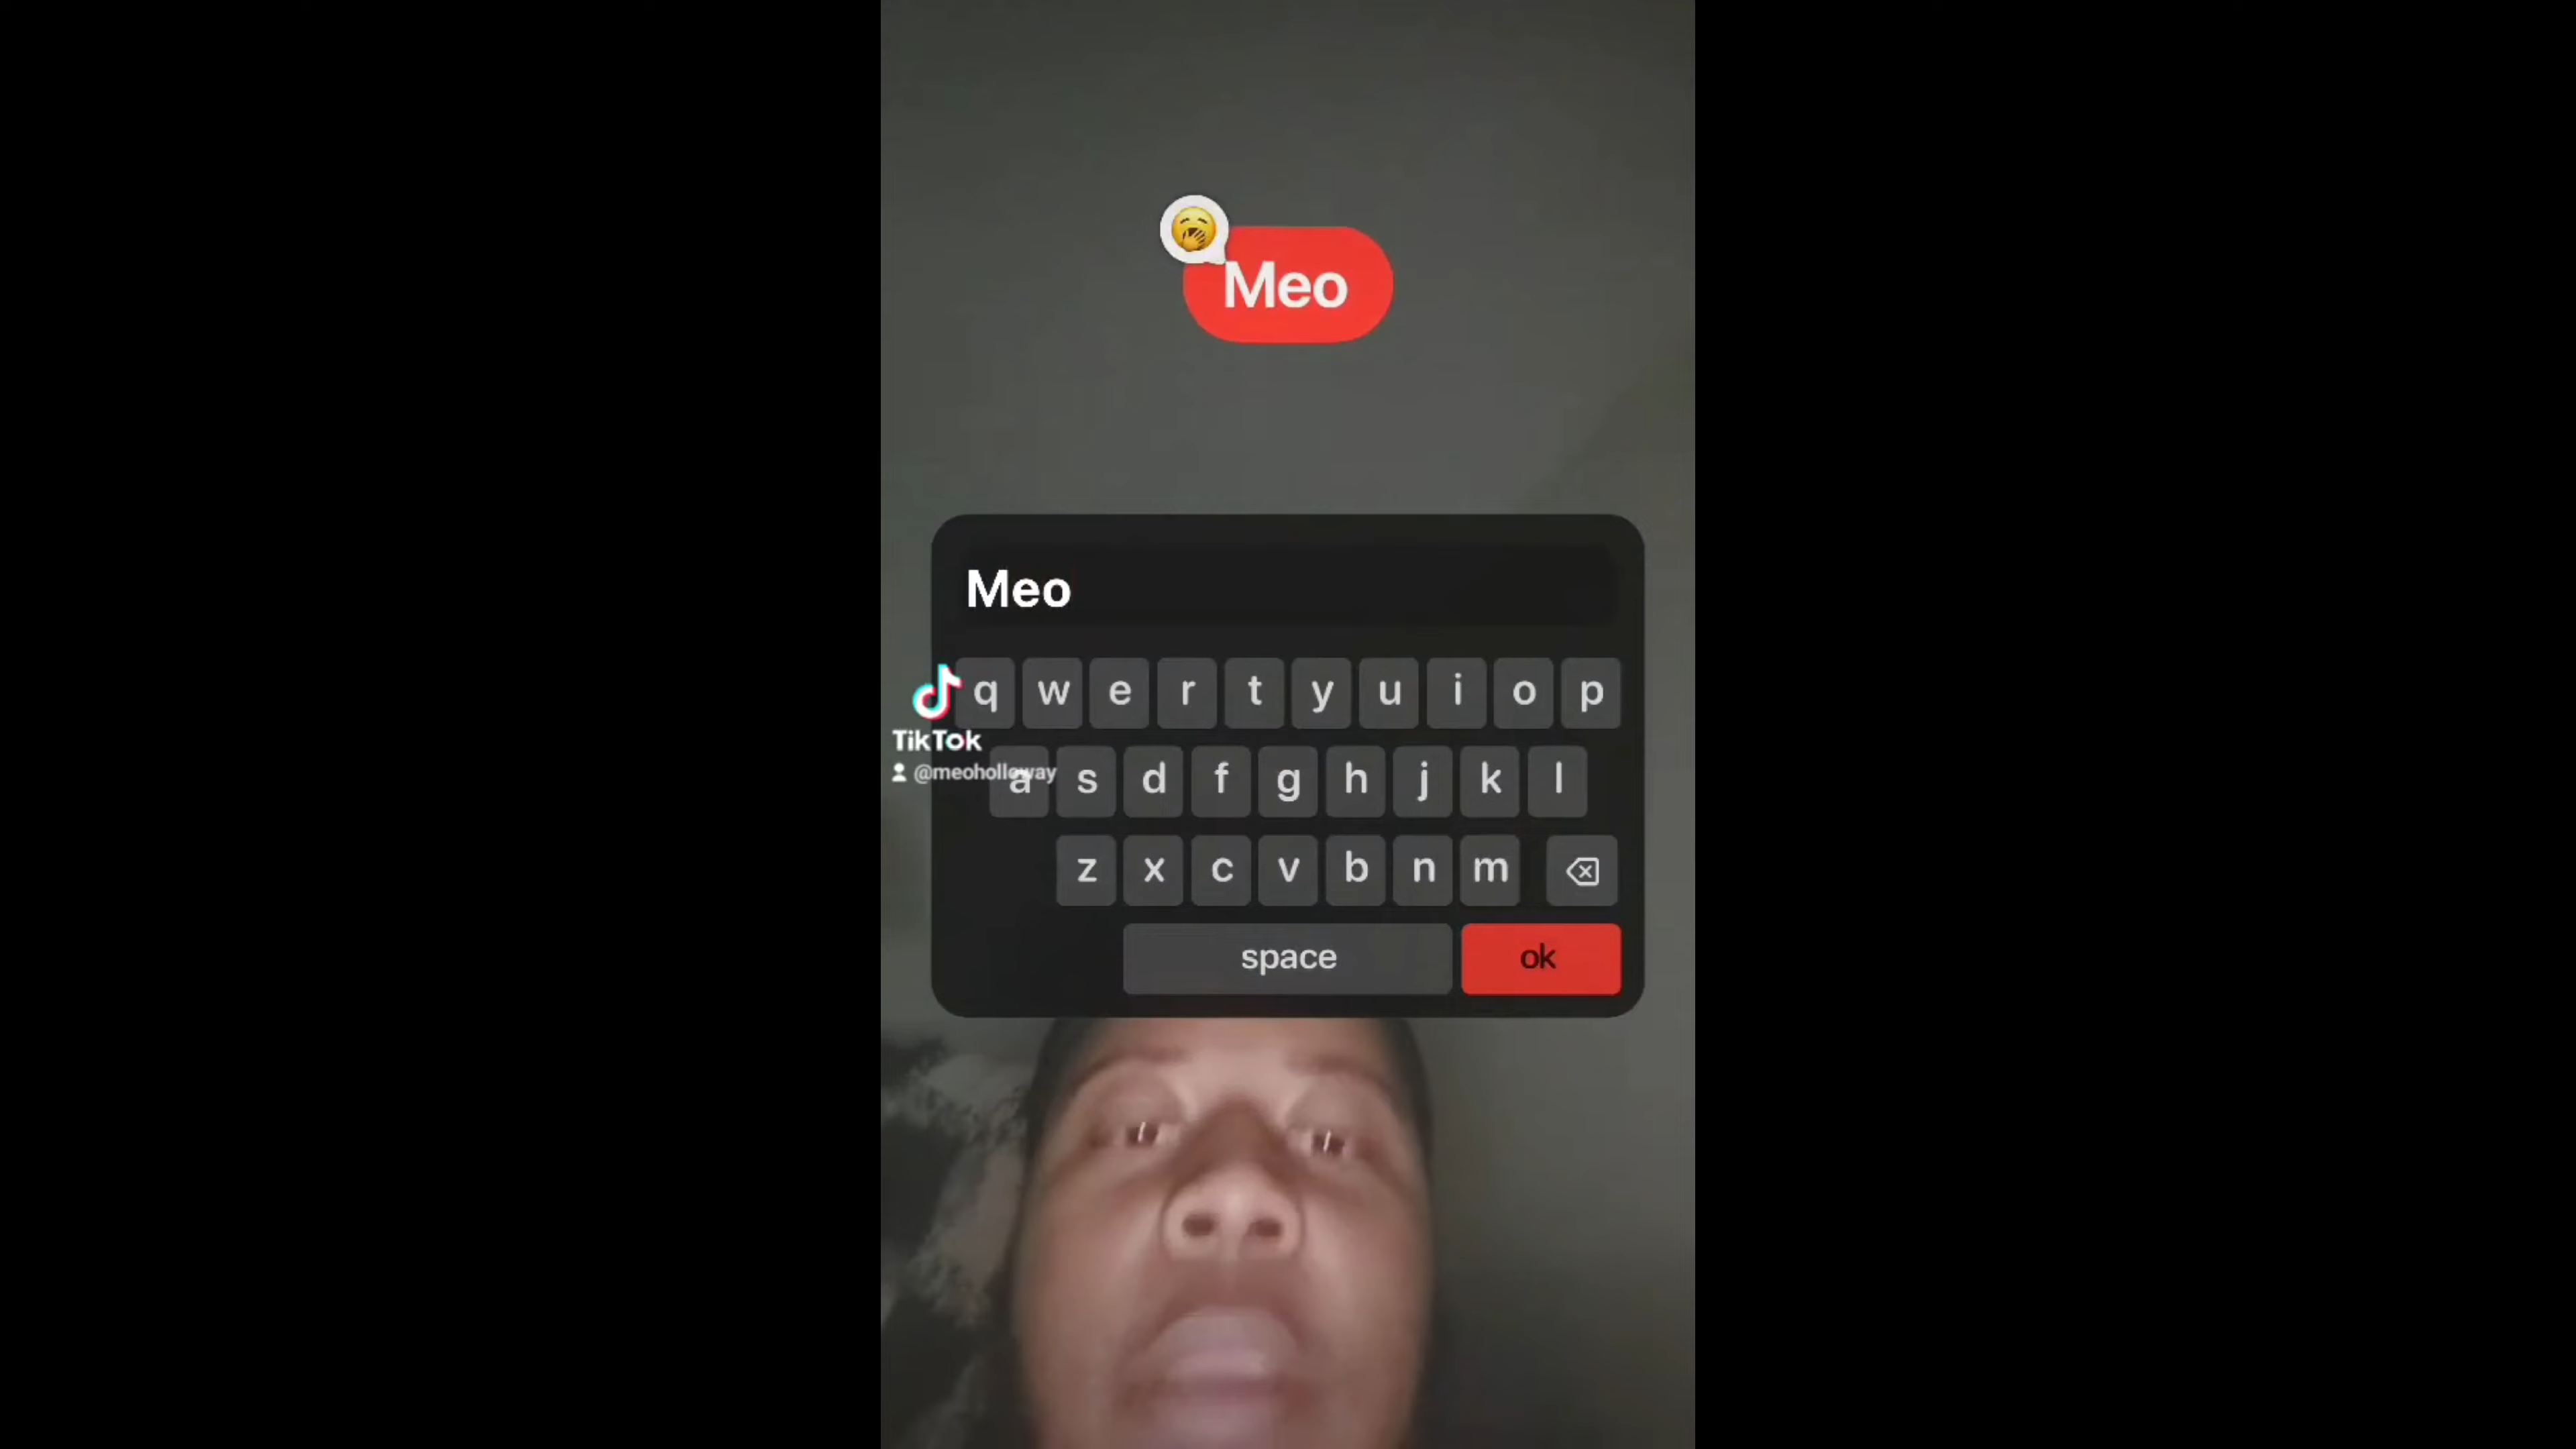 Meo
Meo
q w e r t y u i o p
TikTok
@meoholloway
a s d f g h j k l
z x c v b n m
space ok